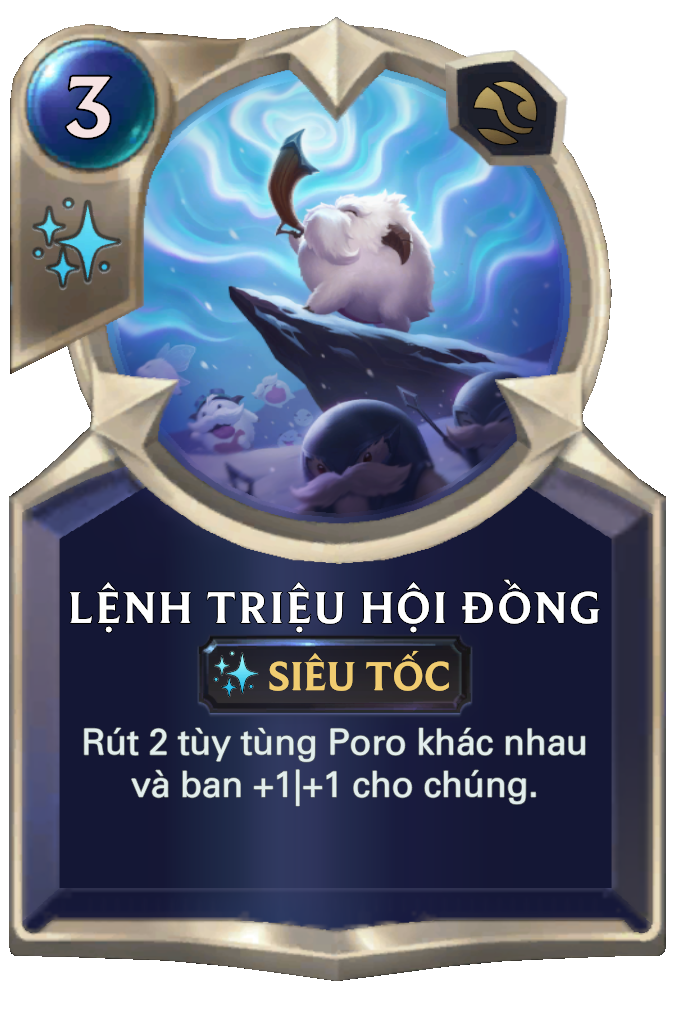 3
LỆNH TRIỆU HỘI ĐỒNG
SIÊU TỐC
Rút 2 tùy tùng Poro khác nhau
và ban +1|+1 cho chúng.